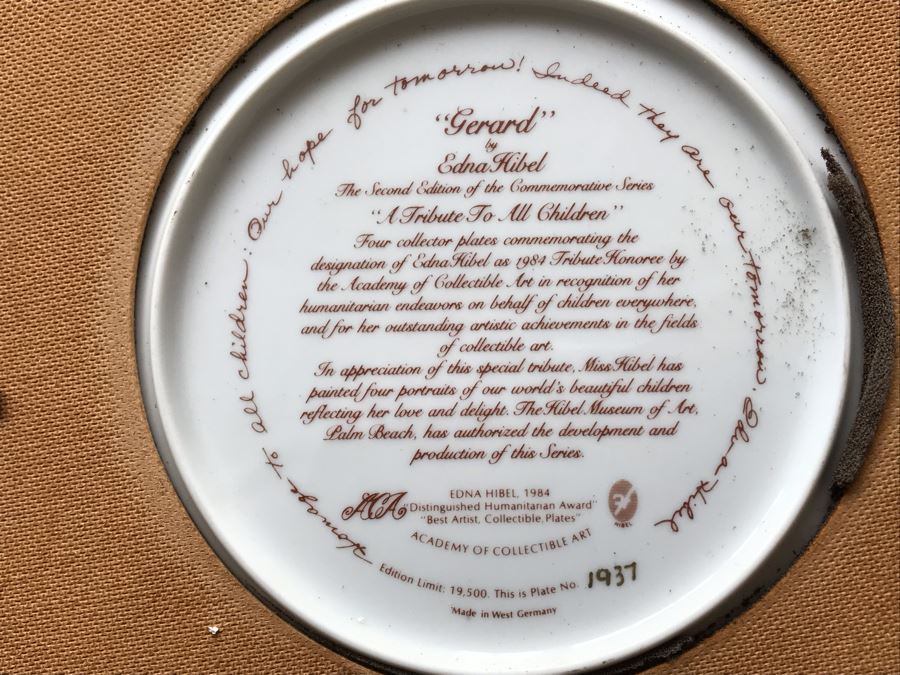 Homage to all children: Our hope for tomorrow! Indeed they are our tomorrow. Edna Hibel
"Gerard"
by
Edna Hibel
The Second Edition of the Commemorative Series
"A Tribute To All Children"
Four collector plates commemorating the
designation of Edna Hibel as 1984 Tribute Honoree by
the Academy of Collectible Art in recognition of her
humanitarian endeavors on behalf of children everywhere,
and for her outstanding artistic achievements in the fields
of collectible art.
In appreciation of this special tribute, Miss Hibel has
painted four portraits of our world's beautiful children
reflecting her love and delight. The Hibel Museum of Art,
Palm Beach, has authorized the development and
production of this Series.
ACA
EDNA HIBEL, 1984
"Distinguished Humanitarian Award"
"Best Artist, Collectible Plates"
ACADEMY OF COLLECTIBLE ART
HIBEL
Edition Limit: 19,500. This is Plate No. 1937
Made in West Germany